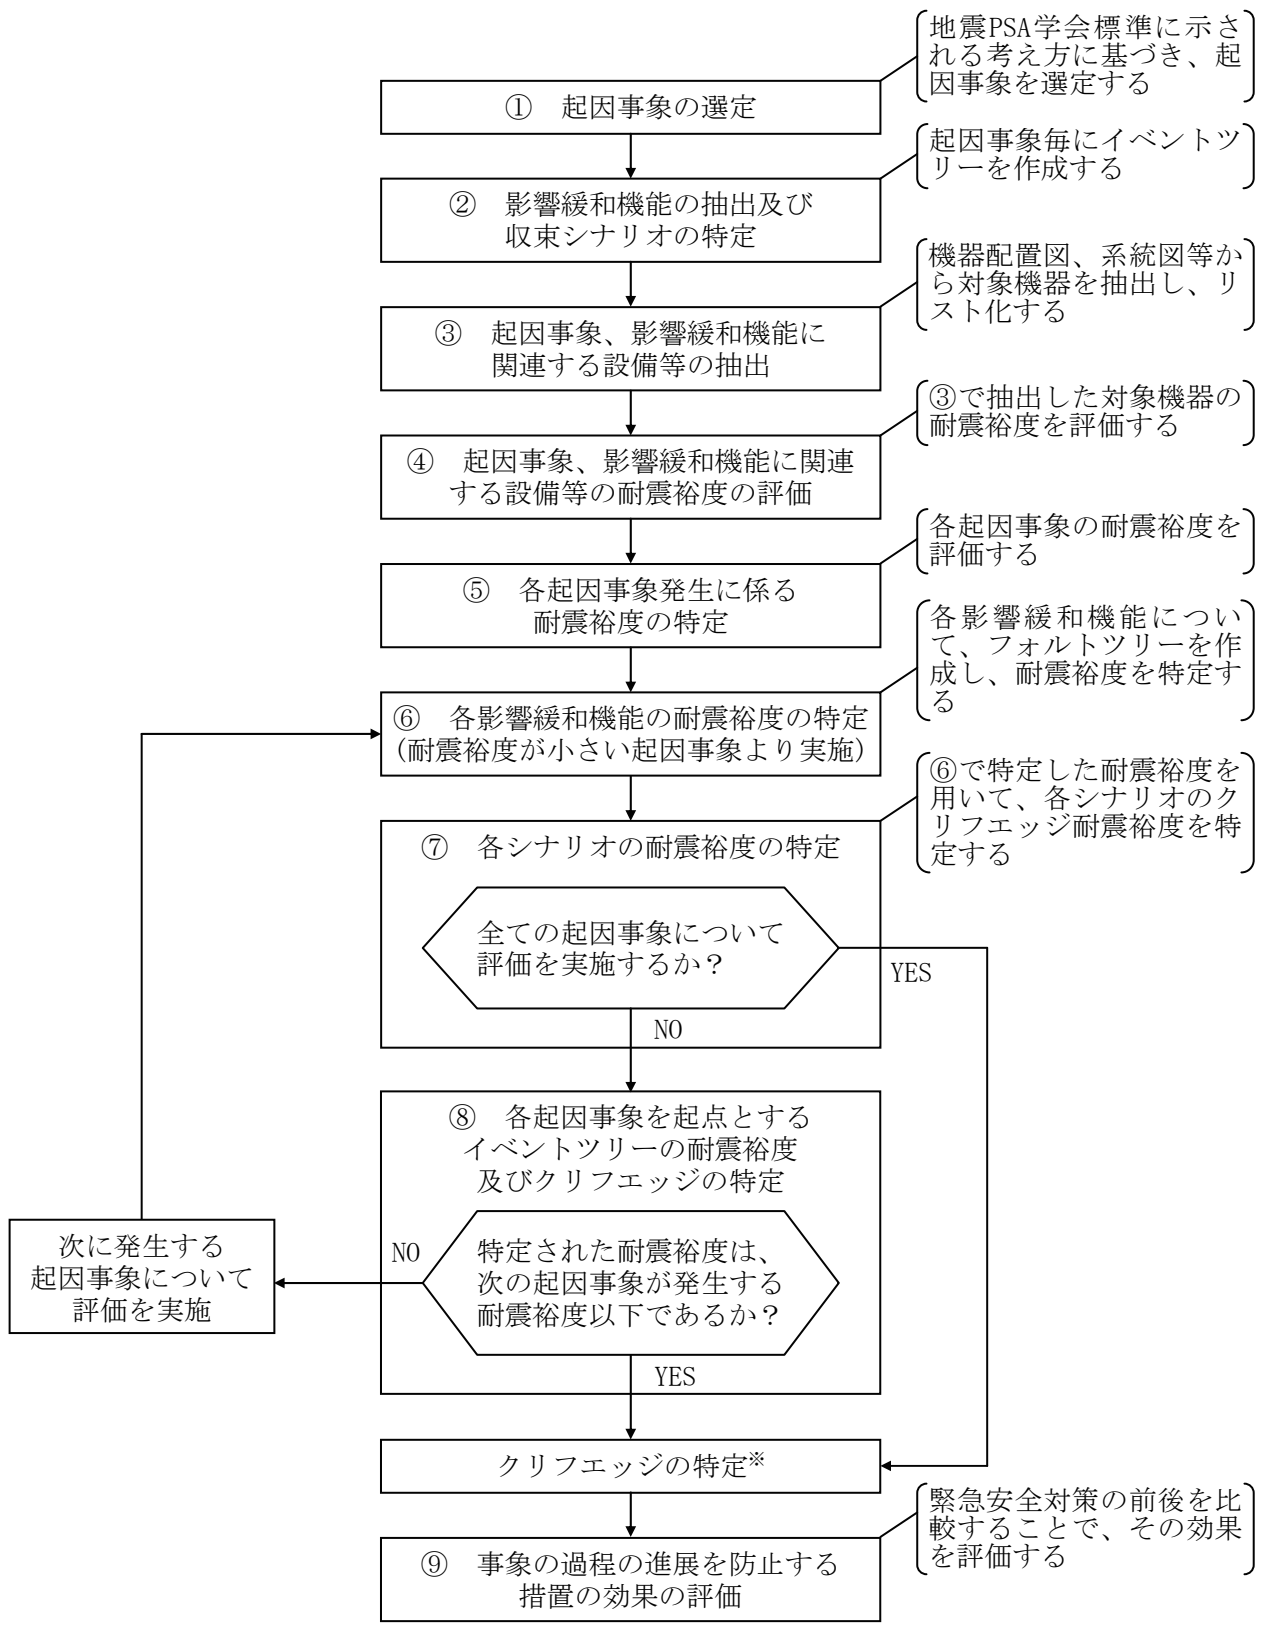 地震PSA学会標準に示さ
れる考え方に基づき、起
因事象を選定する
① 起因事象の選定
起因事象毎にイベントツ
リーを作成する
② 影響緩和機能の抽出及び
収束シナリオの特定
機器配置図、系統図等か
ら対象機器を抽出し、リ
スト化する
③ 起因事象、影響緩和機能に
関連する設備等の抽出
③で抽出した対象機器の
耐震裕度を評価する
④ 起因事象、影響緩和機能に関連
する設備等の耐震裕度の評価
各起因事象の耐震裕度を
評価する
⑤ 各起因事象発生に係る
耐震裕度の特定
各影響緩和機能につい
て、フォルトツリーを作
成し、耐震裕度を特定す
る
⑥ 各影響緩和機能の耐震裕度の特定
(耐震裕度が小さい起因事象より実施)
⑥で特定した耐震裕度を
用いて、各シナリオのク
リフエッジ耐震裕度を特
定する
⑦ 各シナリオの耐震裕度の特定
全ての起因事象について
評価を実施するか？
YES
NO
⑧ 各起因事象を起点とする
イベントツリーの耐震裕度
及びクリフエッジの特定
次に発生する
起因事象について
評価を実施
NO
特定された耐震裕度は、
次の起因事象が発生する
耐震裕度以下であるか？
YES
クリフエッジの特定※
緊急安全対策の前後を比
較することで、その効果
を評価する
⑨ 事象の過程の進展を防止する
措置の効果の評価